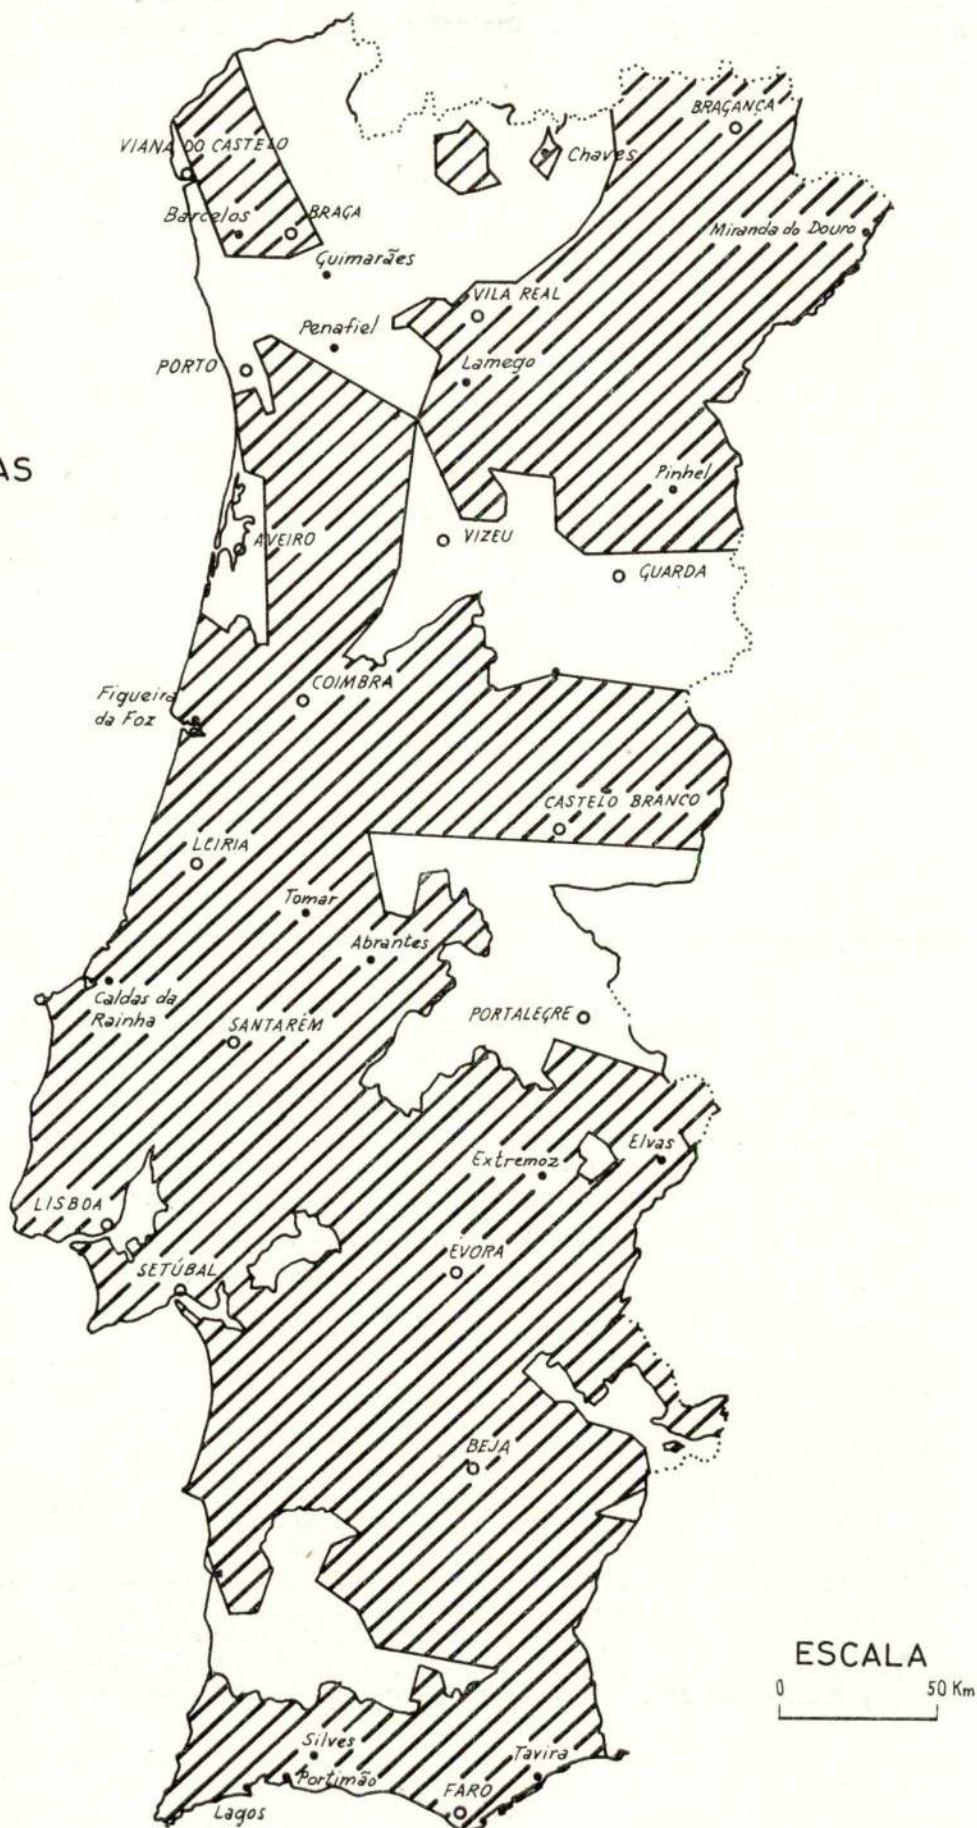 BRAGANÇA
VIANA DO CASTELO
Chaves
Barcelos
BRAGA
Miranda do Douro
Guimarães
VILA REAL
Penafiel
PORTO
Lamego
AS
Pinhel
AVEIRO
VIZEU
GUARDA
COIMBRA
Figueira
da Foz
CASTELO BRANCO
LEIRIA
Tomar
Abrantes
Caldas da
Rainha
SANTARÉM
PORTALEGRE
Elvas
Extremoz
LISBOA
EVORA
SETÚBAL
BEJA
ESCALA
0 50 Km
Silves
Tavira
Portimão
FARO
Lagos